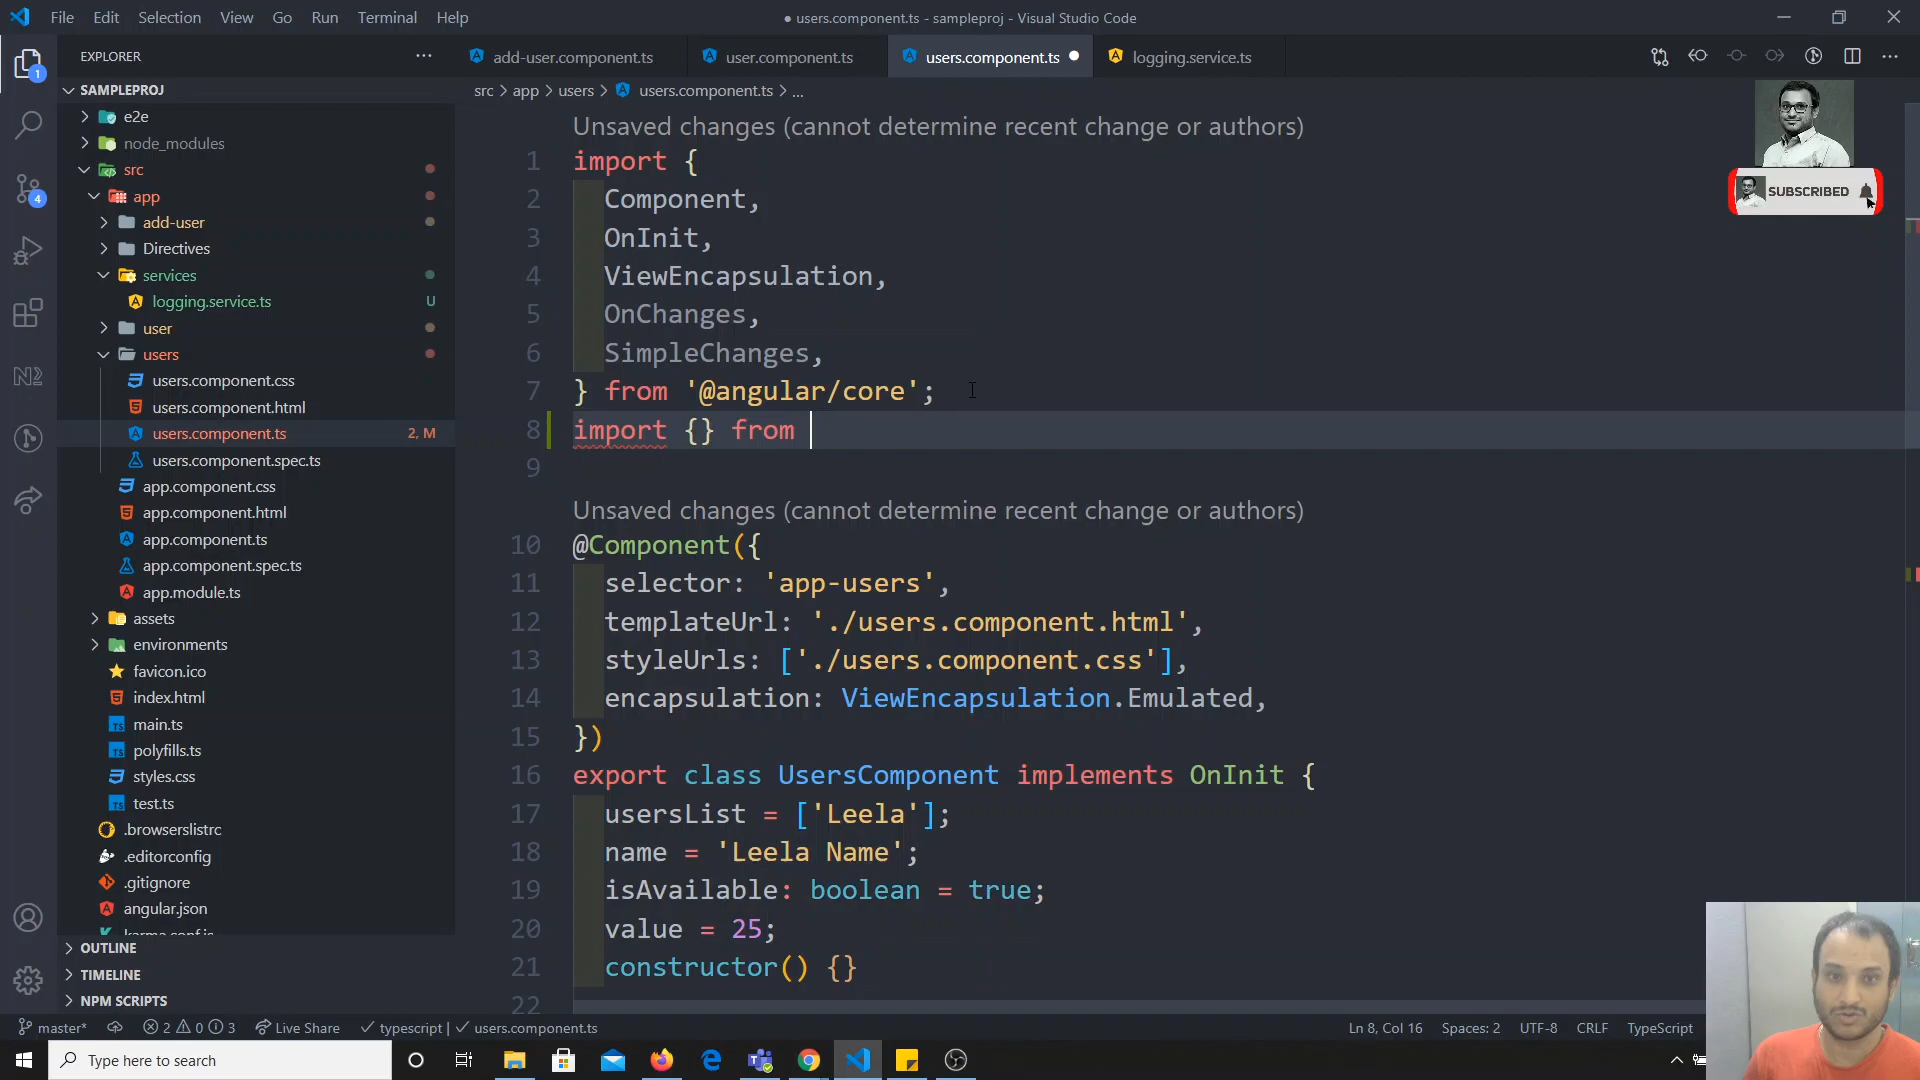 File Edit Selection View Go Run Terminal Help
● users.component.ts - sampleproj - Visual Studio Code
EXPLORER
add-user.component.ts
user.component.ts
users.component.ts
logging.service.ts
src > app > users > users.component.ts > ...
1
4
SAMPLEPROJ
e2e
node_modules
src
app
add-user
Directives
services
logging.service.ts U
user
users
users.component.css
users.component.html
users.component.ts 2, M
users.component.spec.ts
app.component.css
app.component.html
app.component.ts
app.component.spec.ts
app.module.ts
assets
environments
favicon.ico
index.html
main.ts
polyfills.ts
styles.css
test.ts
.browserslistrc
.editorconfig
.gitignore
angular.json
karma.conf.js
OUTLINE
TIMELINE
NPM SCRIPTS
Unsaved changes (cannot determine recent change or authors)
1 import {
2 Component,
3 OnInit,
4 ViewEncapsulation,
5 OnChanges,
6 SimpleChanges,
7 } from '@angular/core';
8 import {} from
9
Unsaved changes (cannot determine recent change or authors)
10 @Component({
11 selector: 'app-users',
12 templateUrl: './users.component.html',
13 styleUrls: ['./users.component.css'],
14 encapsulation: ViewEncapsulation.Emulated,
15 })
16 export class UsersComponent implements OnInit {
17 usersList = ['Leela'];
18 name = 'Leela Name';
19 isAvailable: boolean = true;
20 value = 25;
21 constructor() {}
22
SUBSCRIBED
master* 2 0 3 Live Share typescript | users.component.ts
Ln 8, Col 16 Spaces: 2 UTF-8 CRLF TypeScript
Type here to search